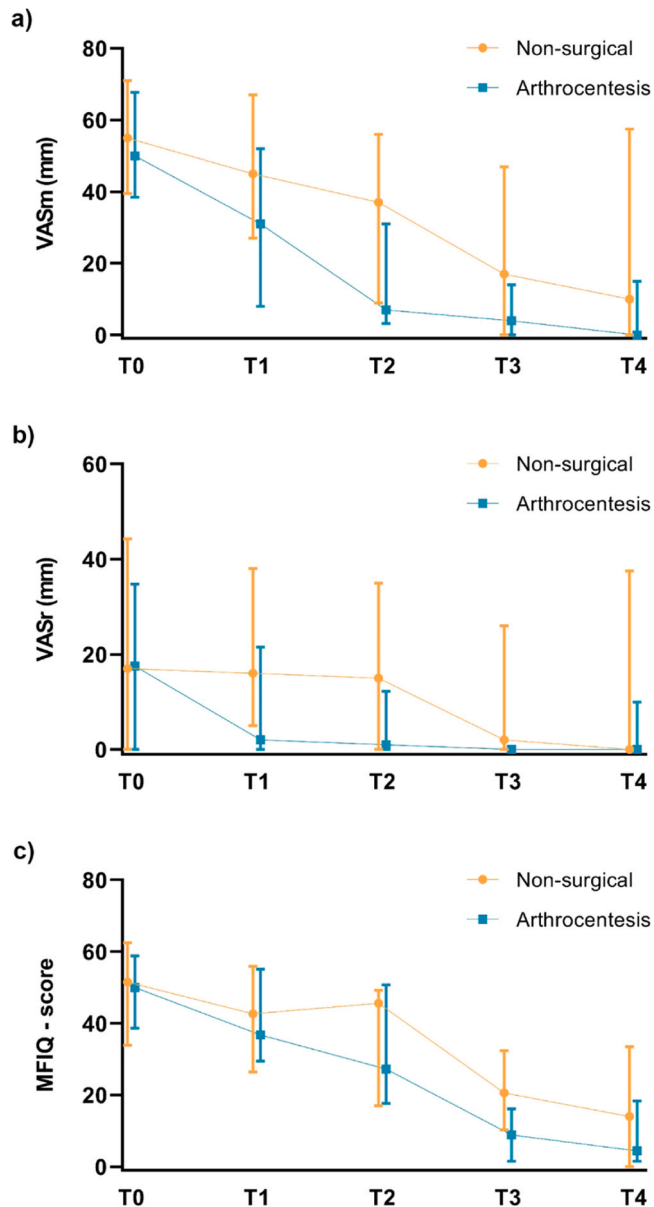 a)
Non-surgical
Arthrocentesis
VASm (mm)
80
60
40
20
0
T0 T1 T2 T3 T4
b)
Non-surgical
Arthrocentesis
VASr (mm)
60
40
20
0
T0 T1 T2 T3 T4
c)
Non-surgical
Arthrocentesis
MFIQ - score
80
60
40
20
0
T0 T1 T2 T3 T4